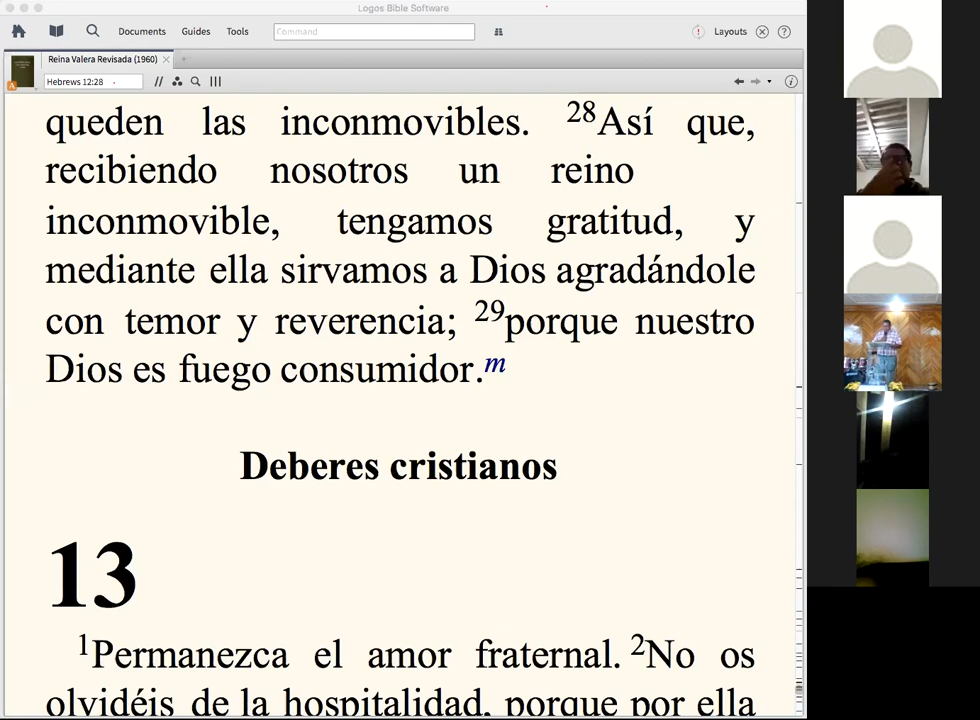 Logos Bible Software
Documents Guides Tools Command Layouts
Reina Valera Revisada (1960)
Hebrews 12:28
queden las inconmovibles. 28Así que,
recibiendo nosotros un reino
inconmovible, tengamos gratitud, y
mediante ella sirvamos a Dios agradándole
con temor y reverencia; 29porque nuestro
Dios es fuego consumidor.m
Deberes cristianos
13
1Permanezca el amor fraternal. 2No os
olvidéis de la hospitalidad, porque por ella